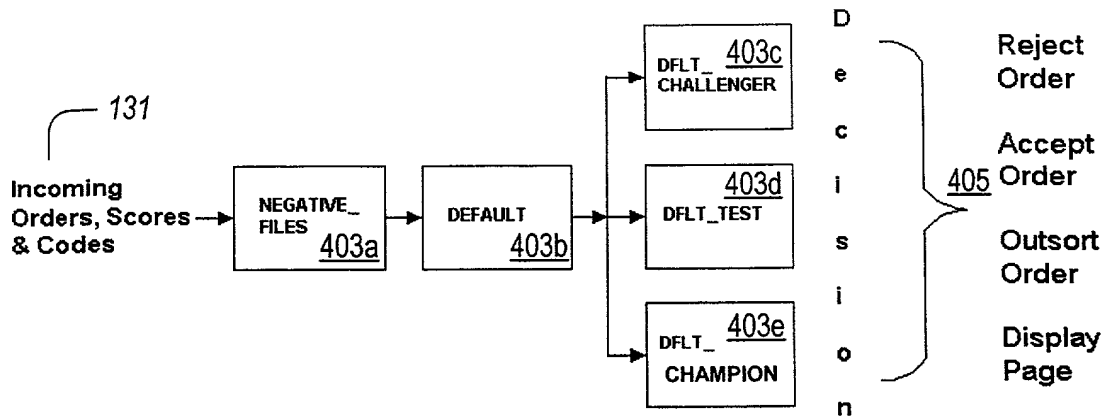 131
Incoming
Orders, Scores
& Codes
NEGATIVE_
FILES
403a
DEFAULT
403b
403c
DFLT_
CHALLENGER
403d
DFLT_TEST
403e
DFLT_
CHAMPION
D
e
c
i
s
i
o
n
405
Reject
Order
Accept
Order
Outsort
Order
Display
Page